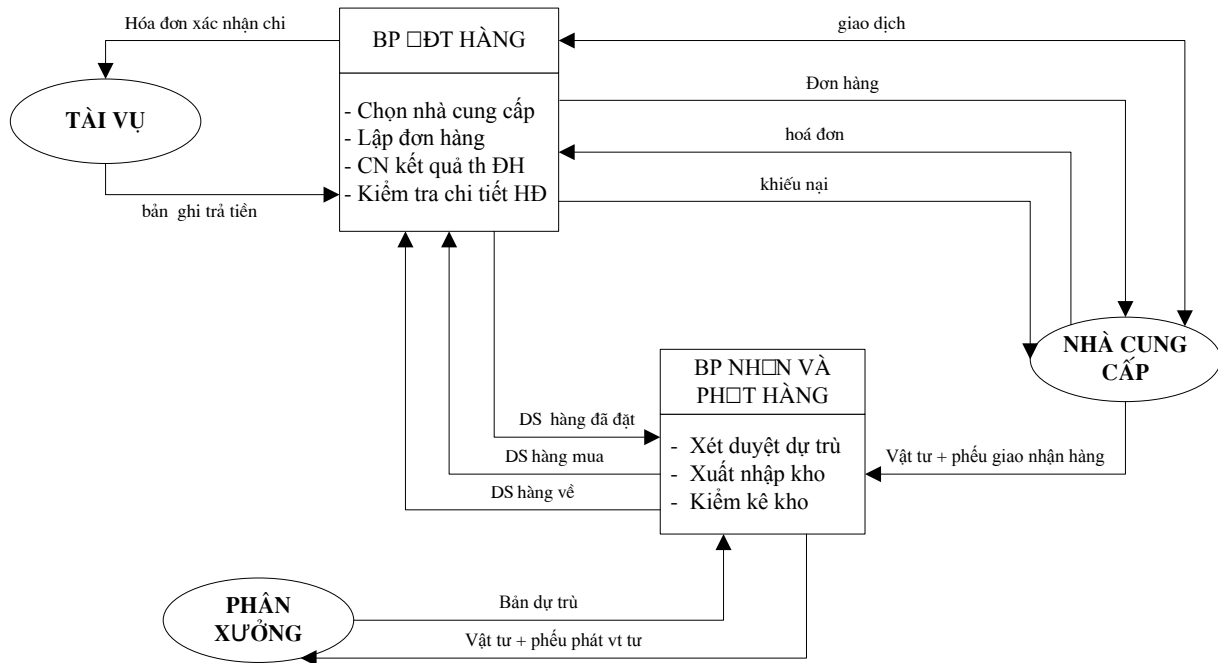 Hóa đơn xác nhận chi
BP □ĐT HÀNG
giao dịch
TÀI VỤ
- Chọn nhà cung cấp
- Lập đơn hàng
- CN kết quả th ĐH
- Kiểm tra chi tiết HĐ
Đơn hàng
hoá đơn
khiếu nại
bản ghi trả tiền
NHÀ CUNG
CẤP
BP NH□N VÀ
PH□T HÀNG
- Xét duyệt dự trù
- Xuất nhập kho
- Kiểm kê kho
DS hàng đã đặt
DS hàng mua
DS hàng về
Vật tư + phếu giao nhận hàng
PHÂN
XƯỞNG
Bản dự trù
Vật tư + phếu phát vt tư